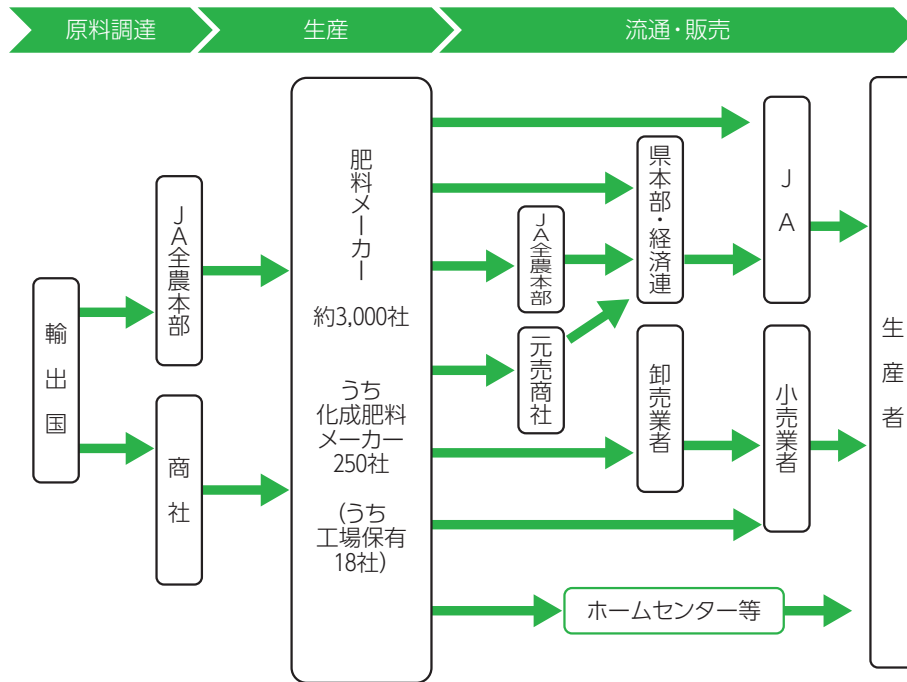 原料調達
生産
流通・販売
輸出国
JA全農本部
商社
肥料メーカー
約3,000社
うち
化成肥料
メーカー
250社
(うち
工場保有
18社)
JA全農本部
元売商社
県本部・経済連
卸売業者
JA
小売業者
ホームセンター等
生産者